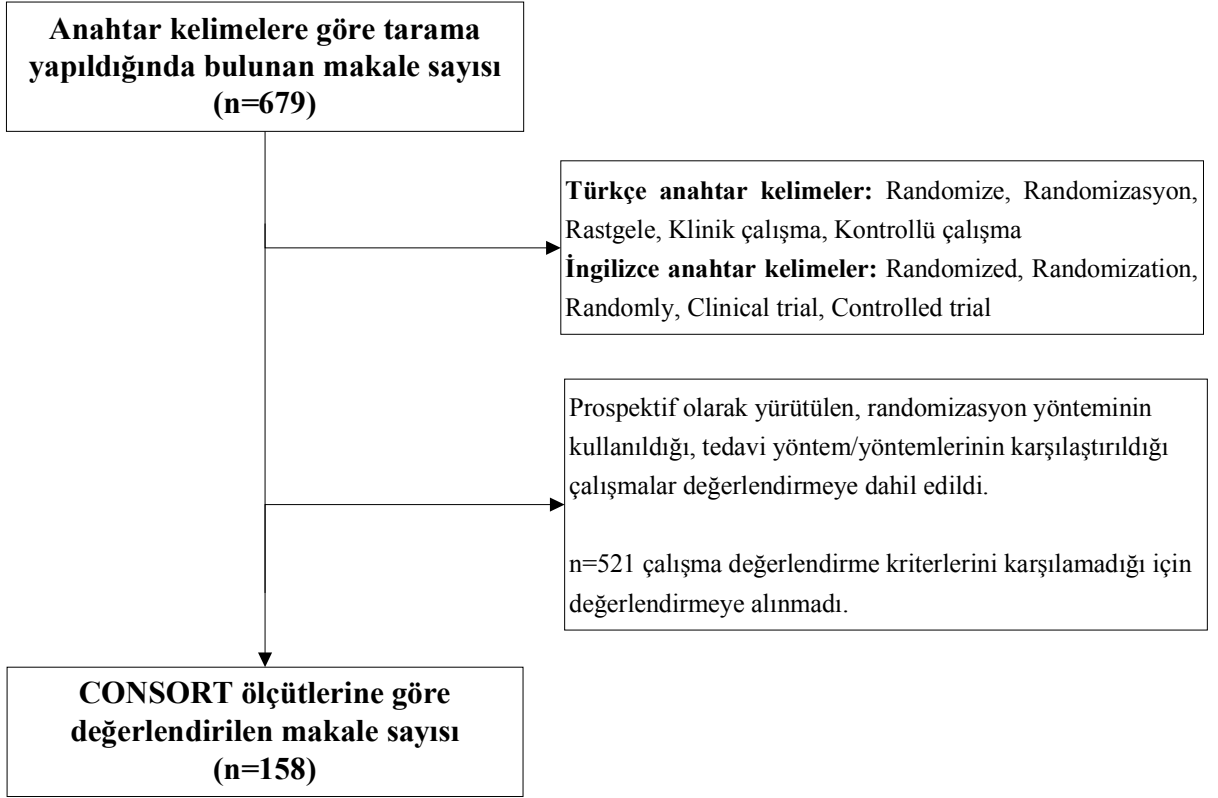 Anahtar kelimelere göre tarama
yapıldığında bulunan makale sayısı
(n=679)
Türkçe anahtar kelimeler: Randomize, Randomizasyon,
Rastgele, Klinik çalışma, Kontrollü çalışma
İngilizce anahtar kelimeler: Randomized, Randomization,
Randomly, Clinical trial, Controlled trial
Prospektif olarak yürütülen, randomizasyon yönteminin
kullanıldığı, tedavi yöntem/yöntemlerinin karşılaştırıldığı
çalışmalar değerlendirmeye dahil edildi.
n=521 çalışma değerlendirme kriterlerini karşılamadığı için
değerlendirmeye alınmadı.
CONSORT ölçütlerine göre
değerlendirilen makale sayısı
(n=158)